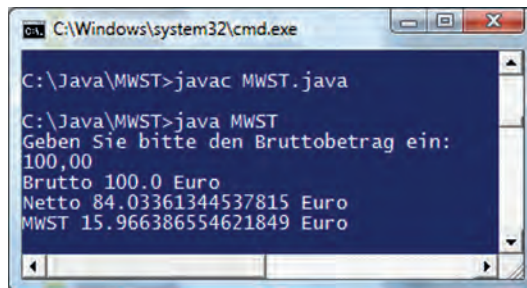 C:\Windows\system32\cmd.exe
C:\Java\MWST>javac MWST.java
C:\Java\MWST>java MWST
Geben Sie bitte den Bruttobetrag ein:
100,00
Brutto 100.0 Euro
Netto 84.03361344537815 Euro
MWST 15.966386554621849 Euro